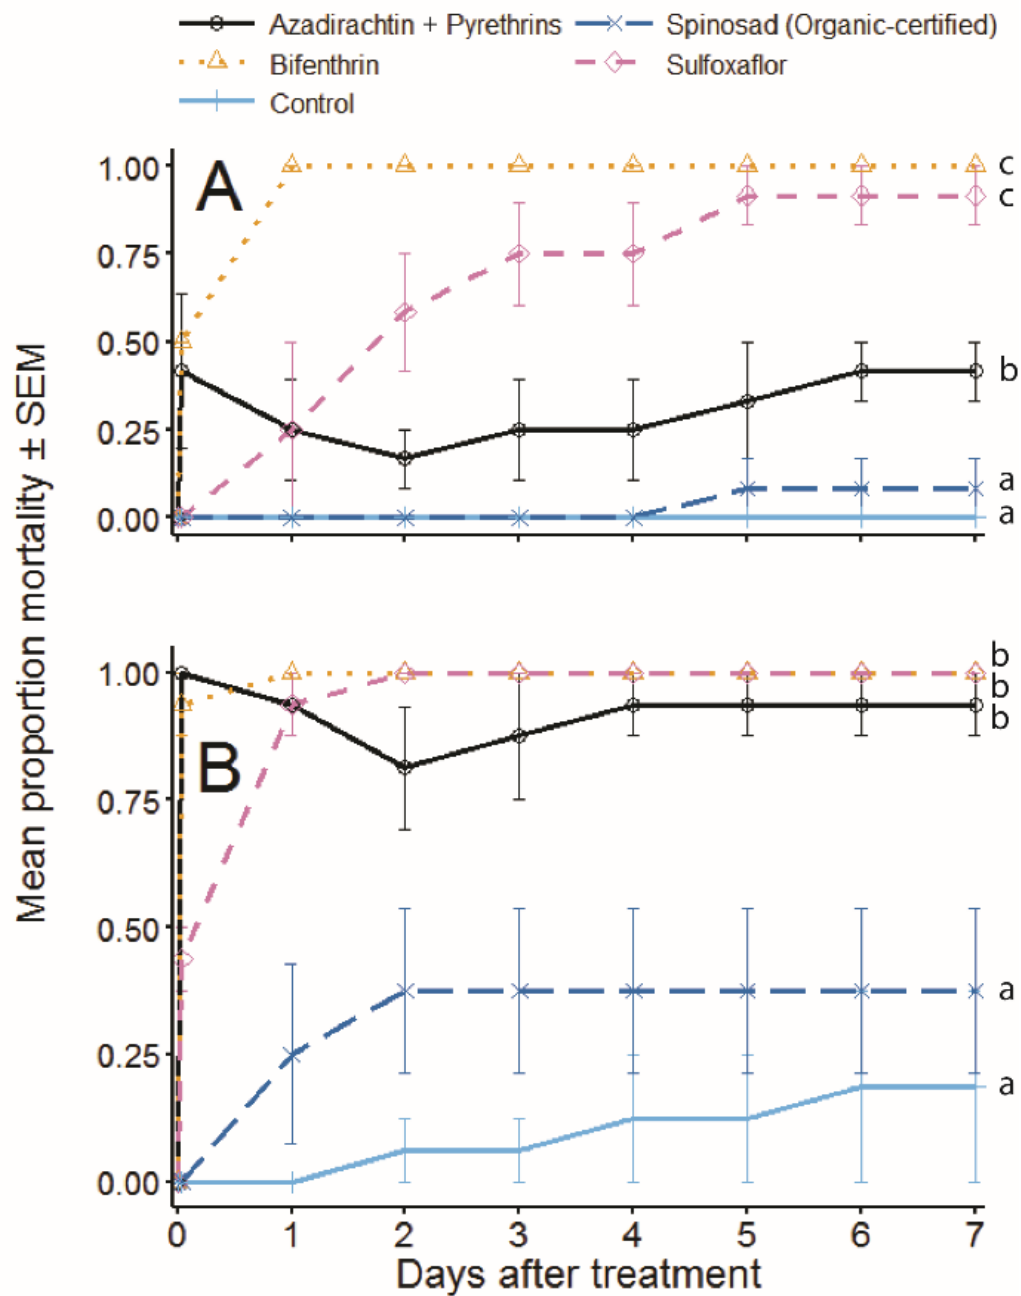 Azadirachtin + Pyrethrins
Spinosad (Organic-certified)
Bifenthrin
Sulfoxaflor
Control
Mean proportion mortality ± SEM
A
1.00
0.75
0.50
0.25
0.00
c
c
b
a
a
B
1.00
0.75
0.50
0.25
0.00
b
b
b
a
a
0 1 2 3 4 5 6 7
Days after treatment